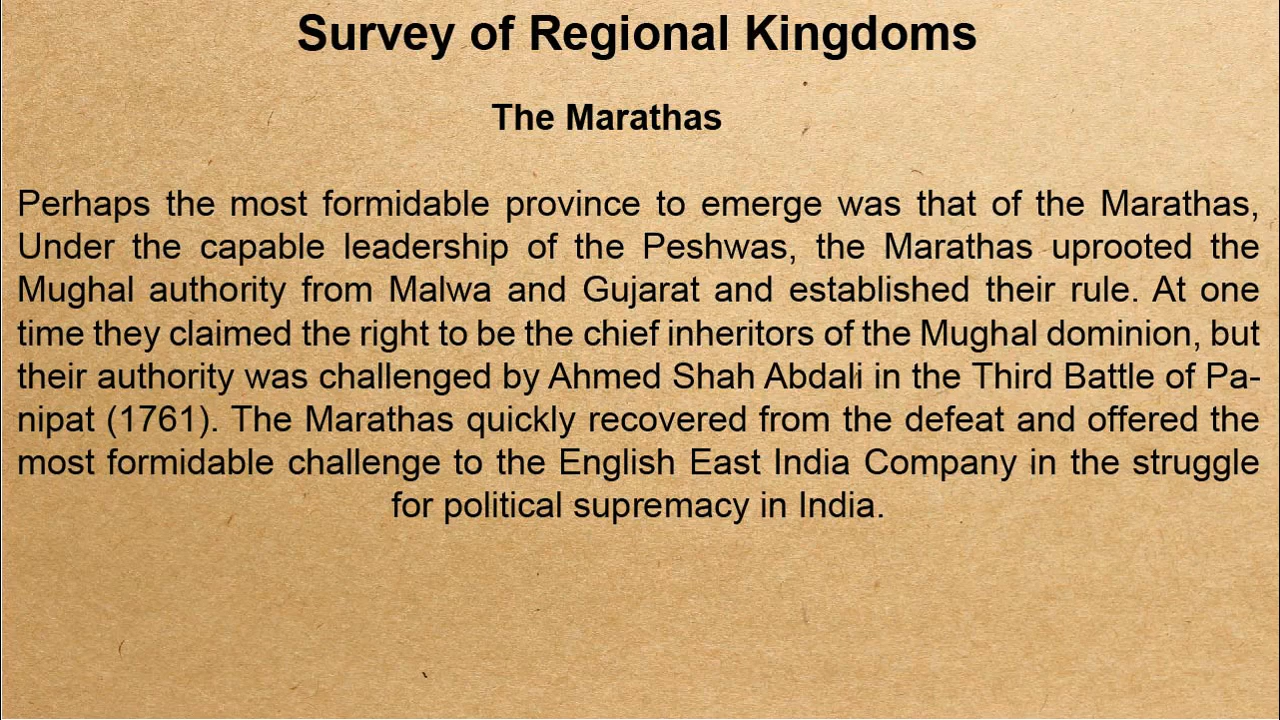 Survey of Regional Kingdoms
The Marathas
Perhaps the most formidable province to emerge was that of the Marathas,
Under the capable leadership of the Peshwas, the Marathas uprooted the
Mughal authority from Malwa and Gujarat and established their rule. At one
time they claimed the right to be the chief inheritors of the Mughal dominion, but
their authority was challenged by Ahmed Shah Abdali in the Third Battle of Pa-
nipat (1761). The Marathas quickly recovered from the defeat and offered the
most formidable challenge to the English East India Company in the struggle
for political supremacy in India.